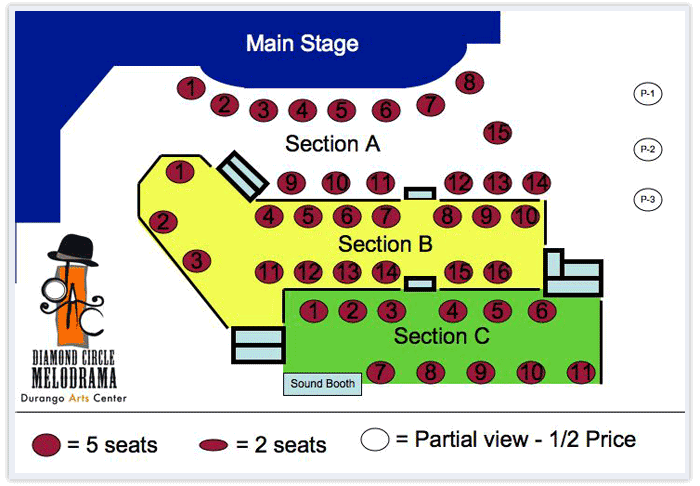 Main Stage
1 2 3 4 5 6 7 8
P-1
15
P-2
Section A
9 10 11 12 13 14
P-3
1
2
3
4 5 6 7 8 9 10
Section B
11 12 13 14 15 16
1 2 3 4 5 6
Section C
7 8 9 10 11
Sound Booth
DAC
DIAMOND CIRCLE
MELODRAMA
Durango Arts Center
= 5 seats
= 2 seats
= Partial view - 1/2 Price